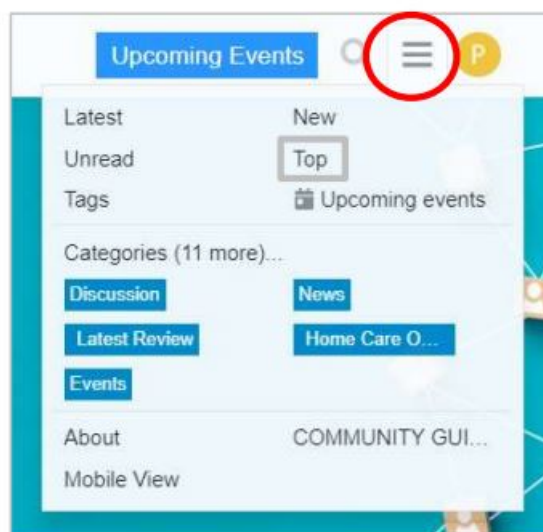 Upcoming Events P
Latest New
Unread Top
Tags Upcoming events
Categories (11 more)...
Discussion News
Latest Review Home Care O...
Events
About COMMUNITY GUI...
Mobile View